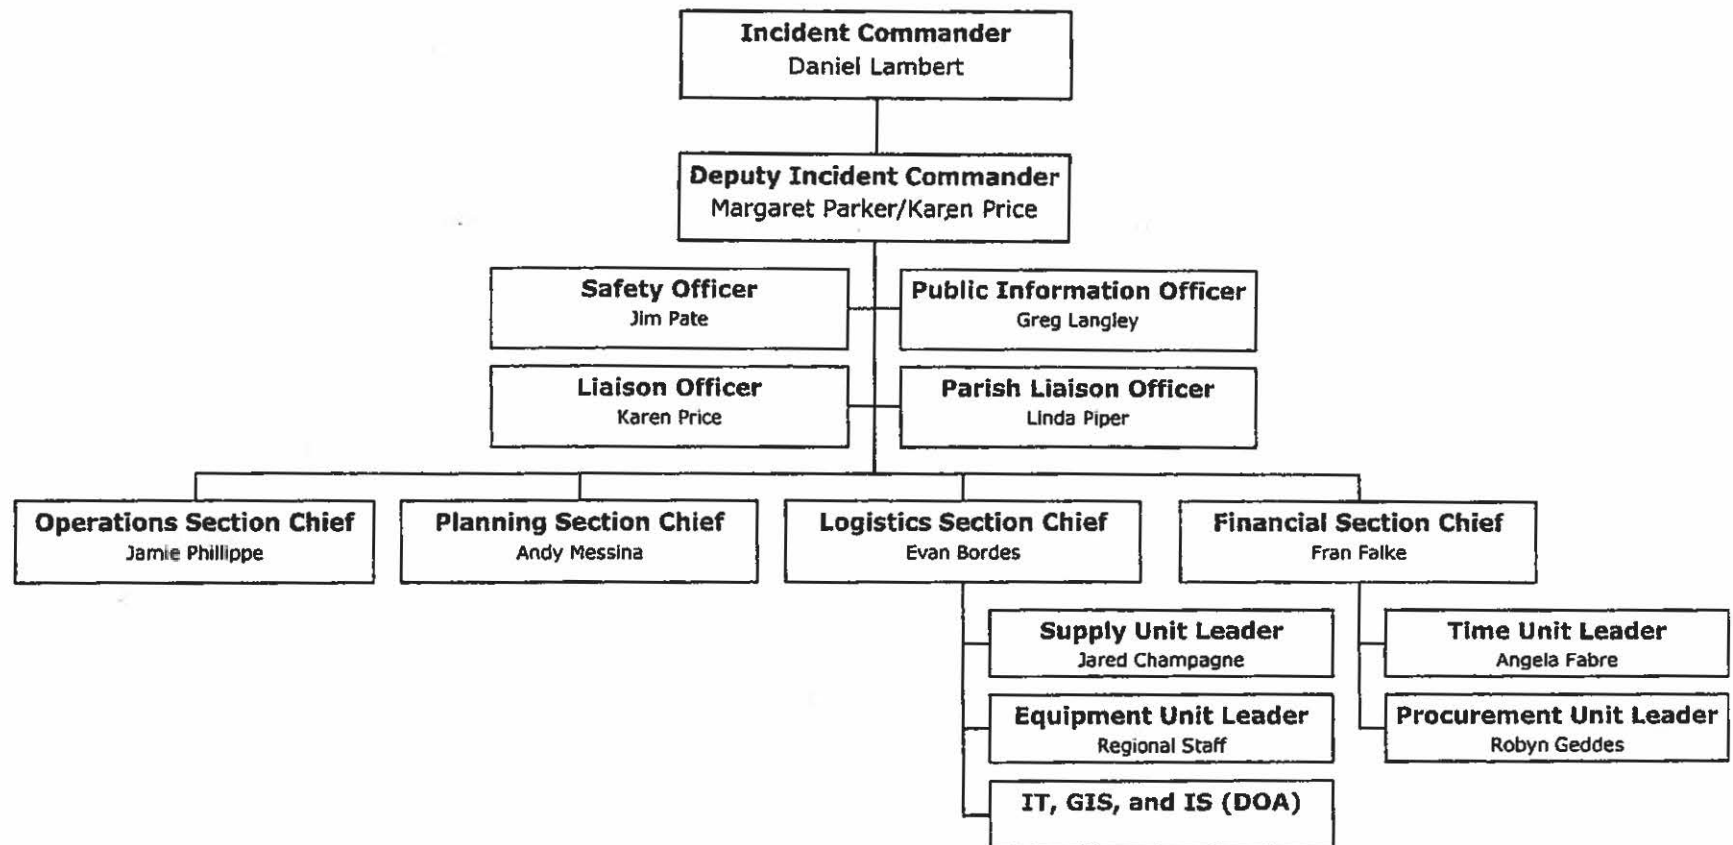 Incident Commander
Daniel Lambert
Deputy Incident Commander
Margaret Parker/Karen Price
Safety Officer
Jim Pate
Public Information Officer
Greg Langley
Liaison Officer
Karen Price
Parish Liaison Officer
Linda Piper
Operations Section Chief
Jamie Phillippe
Planning Section Chief
Andy Messina
Logistics Section Chief
Evan Bordes
Financial Section Chief
Fran Falke
Supply Unit Leader
Jared Champagne
Time Unit Leader
Angela Fabre
Equipment Unit Leader
Regional Staff
Procurement Unit Leader
Robyn Geddes
IT, GIS, and IS (DOA)